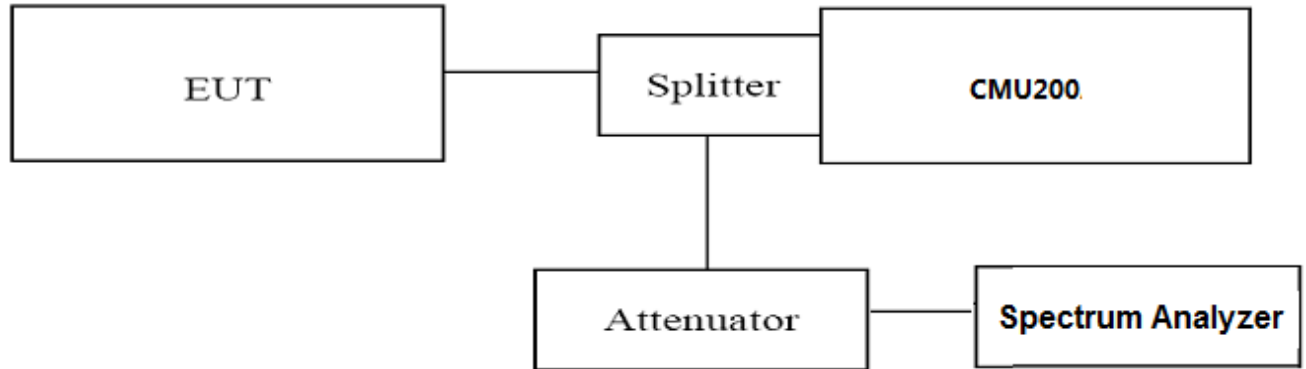 EUT
Splitter
CMU200
Attenuator
Spectrum Analyzer